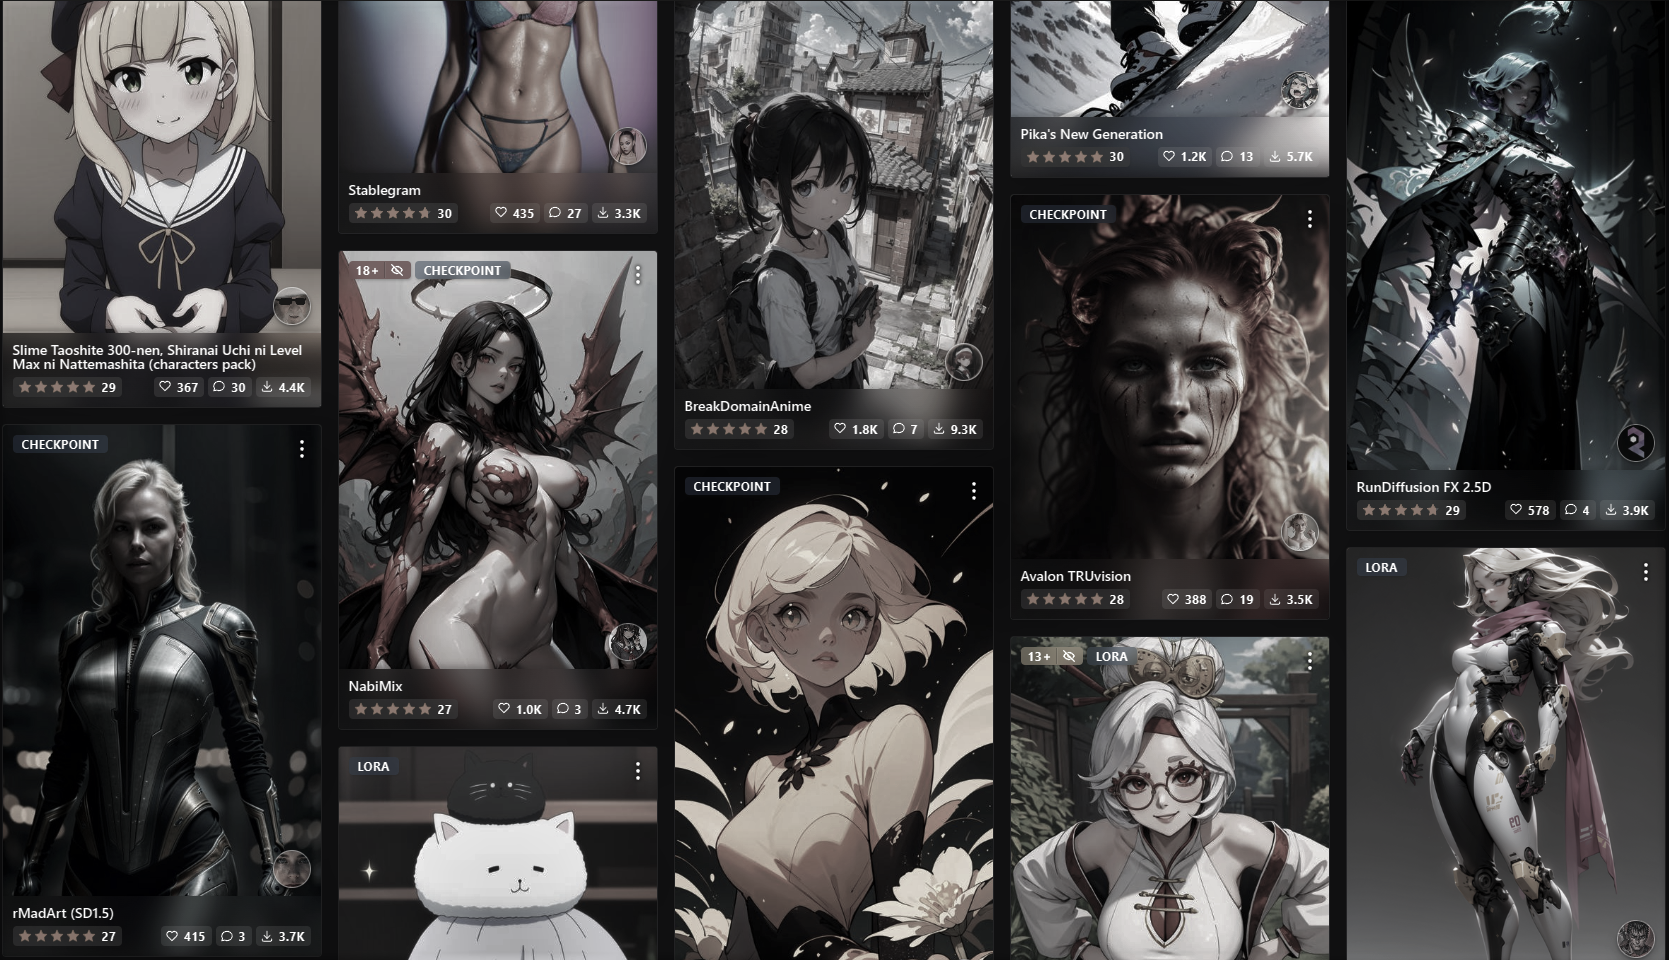 Slime Taoshite 300-nen, Shiranai Uchi ni Level
Max ni Nattemashita (characters pack)
29
367
30
4.4K
CHECKPOINT
rMadArt (SD1.5)
27
415
3
3.7K
Stablegram
30
435
27
3.3K
18+
CHECKPOINT
NabiMix
27
1.0K
3
4.7K
LORA
BreakDomainAnime
28
1.8K
7
9.3K
CHECKPOINT
Pika's New Generation
30
1.2K
13
5.7K
CHECKPOINT
Avalon TRUvision
28
388
19
3.5K
13+
LORA
RunDiffusion FX 2.5D
29
578
4
3.9K
LORA